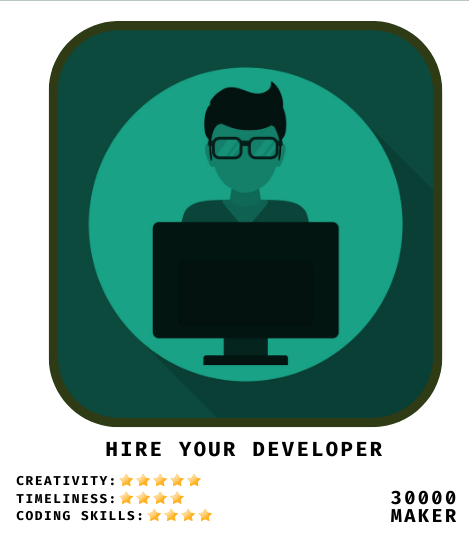 HIRE YOUR DEVELOPER
CREATIVITY:⭐⭐⭐⭐⭐
TIMELINESS:⭐⭐⭐⭐
CODING SKILLS:⭐⭐⭐⭐
30000
MAKER